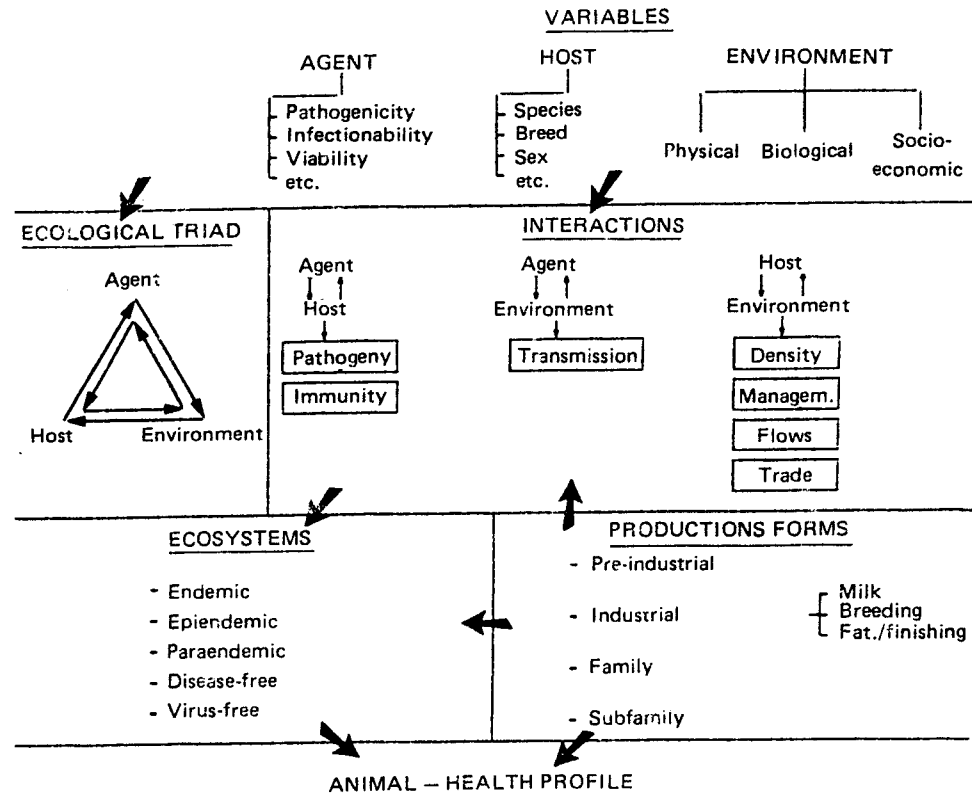 VARIABLES
AGENT
Pathogenicity
Infectionability
Viability
etc.
HOST
Species
Breed
Sex
etc.
ENVIRONMENT
Physical
Biological
Socio-
economic
ECOLOGICAL TRIAD
Agent
Host
Environment
INTERACTIONS
Agent
Host
Pathogeny
Immunity
Agent
Environment
Transmission
Host
Environment
Density
Managem.
Flows
Trade
ECOSYSTEMS
- Endemic
- Epiendemic
- Paraendemic
- Disease-free
- Virus-free
PRODUCTIONS FORMS
- Pre-industrial
- Industrial
Milk
Breeding
Fat./finishing
- Family
- Subfamily
ANIMAL — HEALTH PROFILE